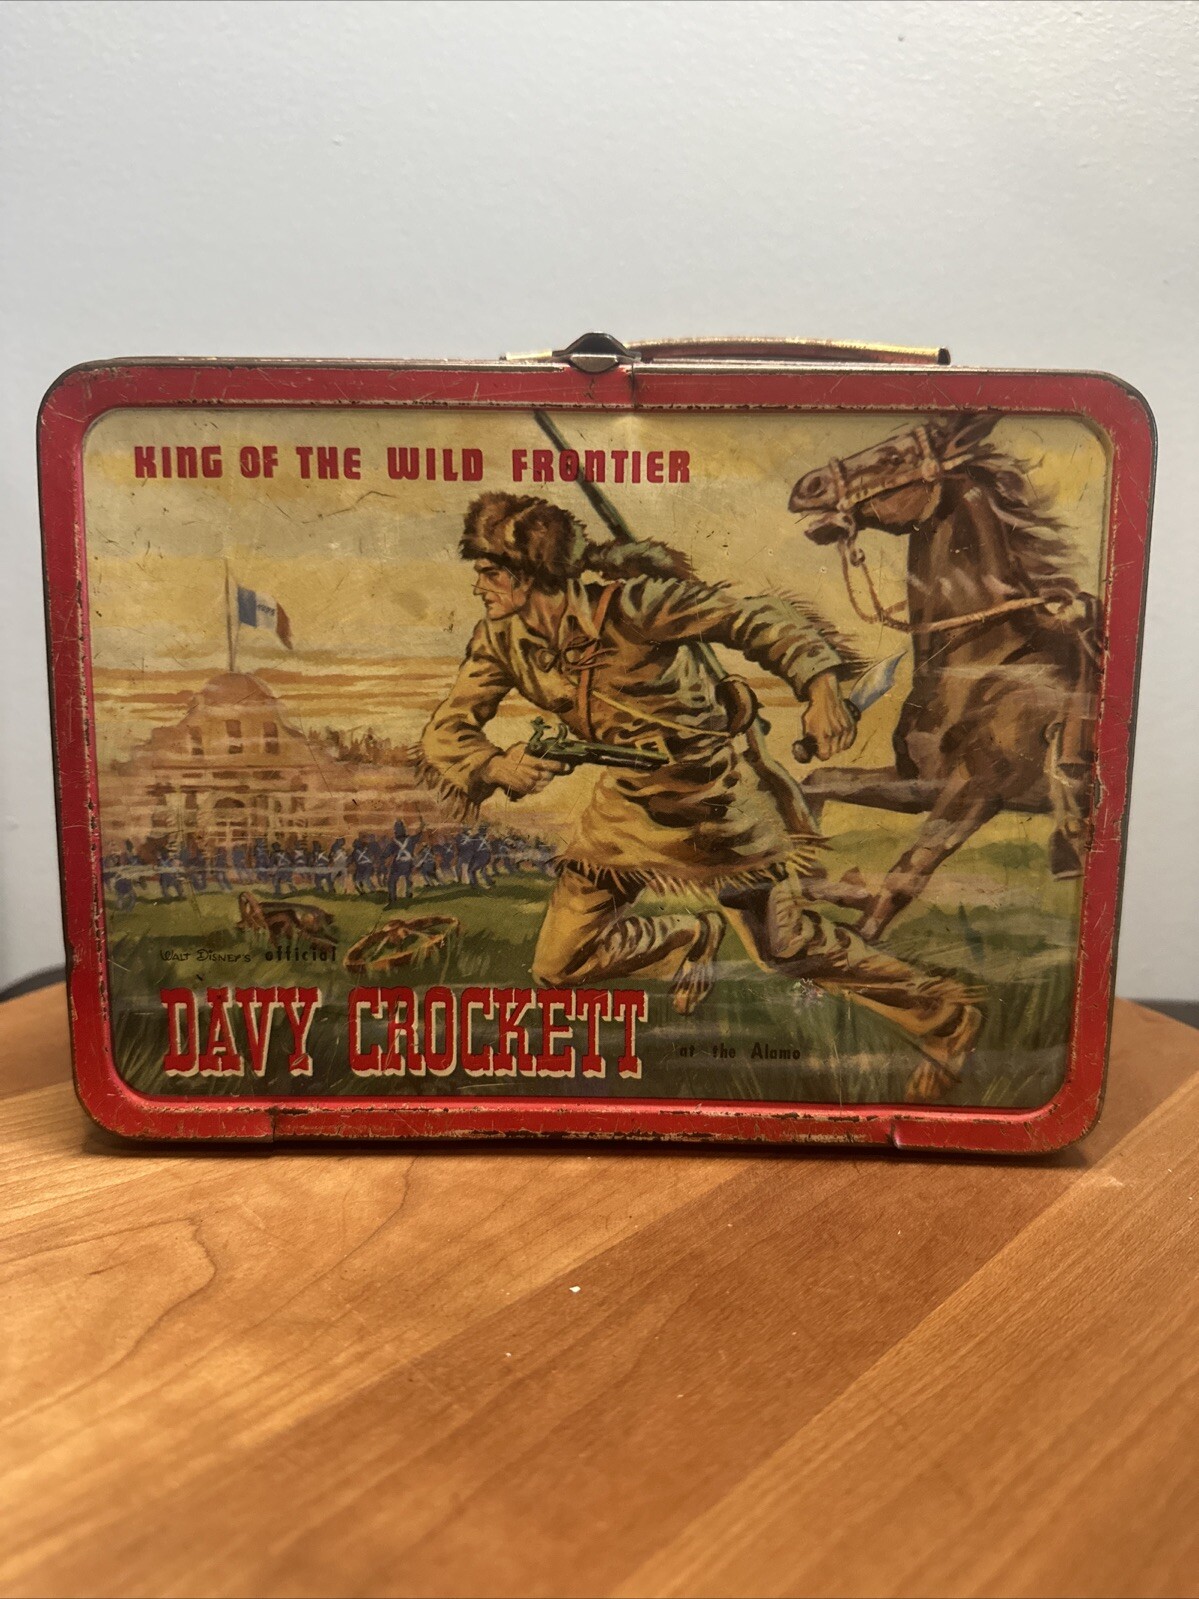 KING OF THE WILD FRONTIER
WALT DISNEY'S official
DAVY CROCKETT
at the Alamo